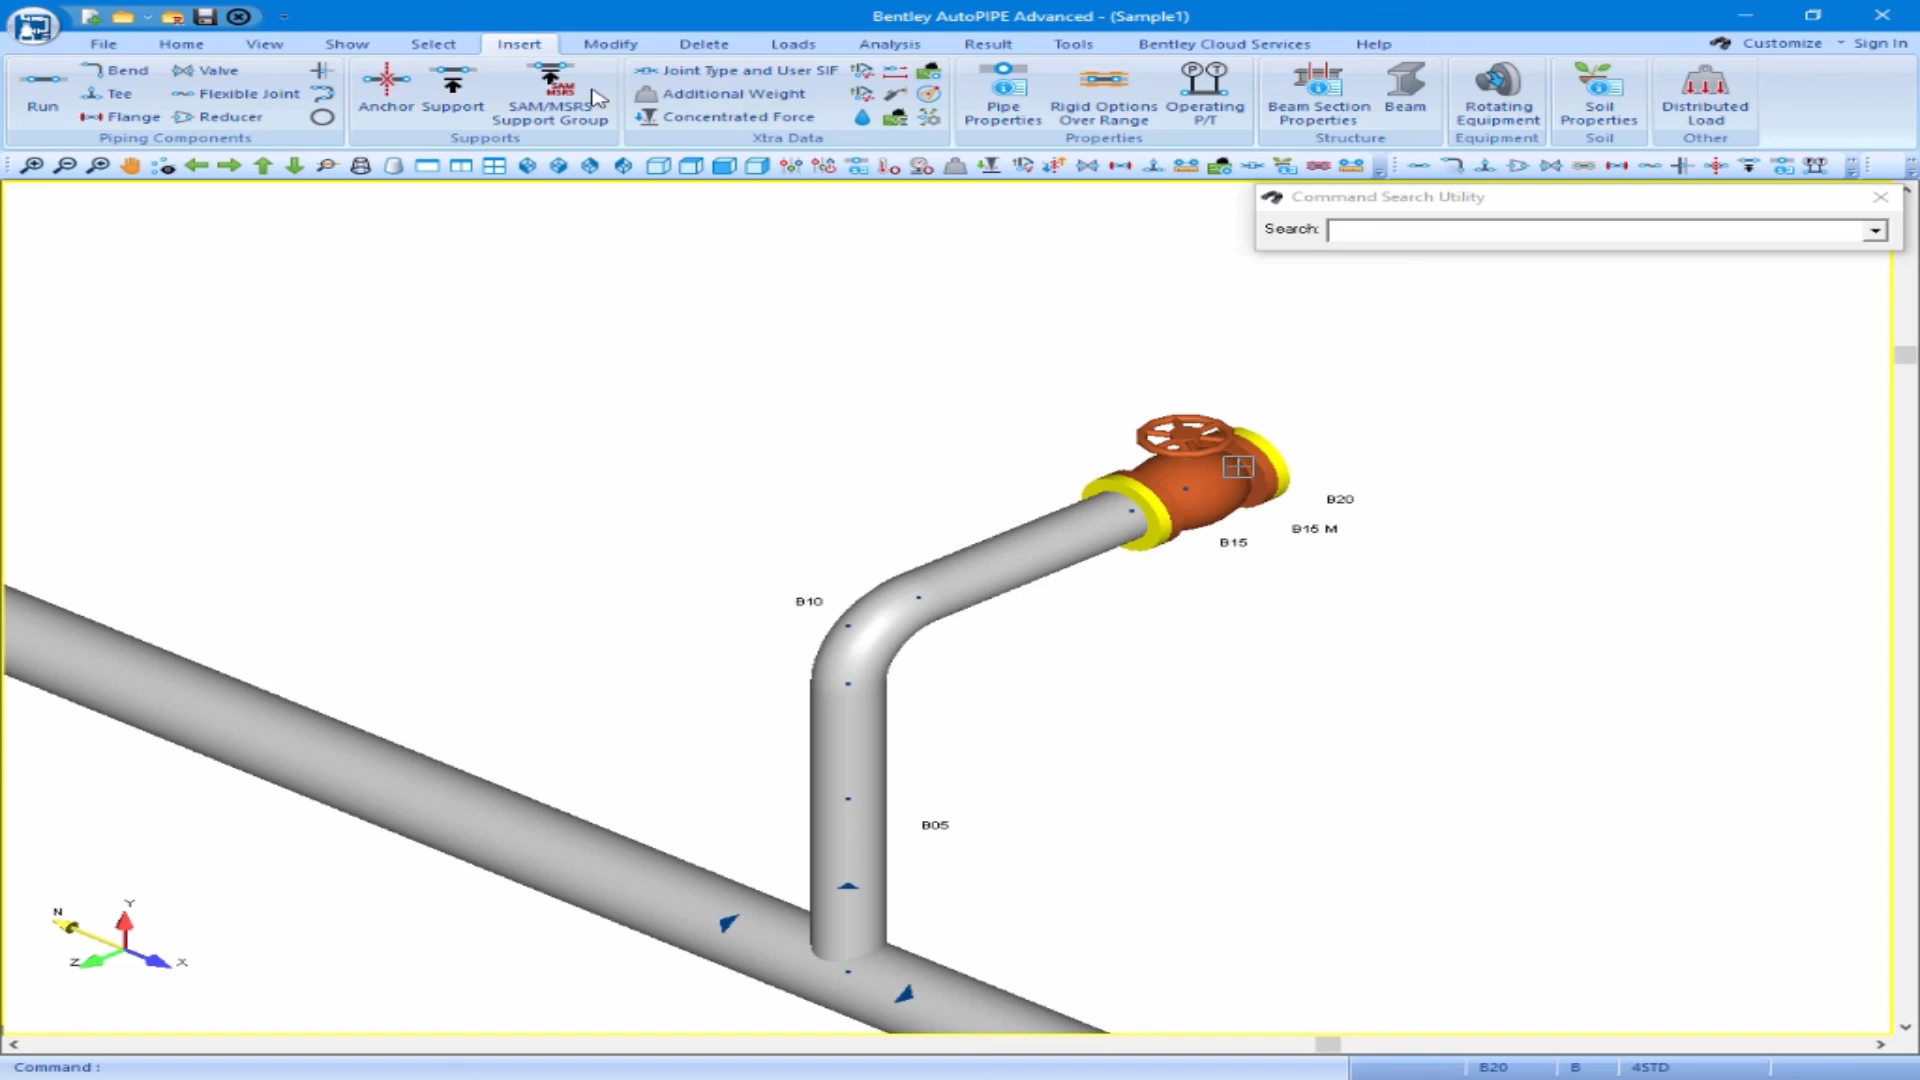 Bentley AutoPIPE Advanced - (Sample1)
File Home View Show Select Insert Modify Delete Loads Analysis Result Tools Bentley Cloud Services Help Customize Sign In
Run
Bend
Tee
Flange
Valve
Flexible Joint
Reducer
Piping Components
Anchor
Support
SAM
MSRS
SAM/MSRS
Support Group
Supports
Joint Type and User SIF
Additional Weight
Concentrated Force
Xtra Data
Pipe
Properties
Rigid Options
Over Range
P T
Operating
P/T
Properties
Beam Section
Properties
Beam
Structure
Rotating
Equipment
Equipment
Soil
Properties
Soil
Distributed
Load
Other
Command Search Utility
Search:
B20
B15 M
B15
B10
B05
N
Y
Z
X
Command :
B20 B 4STD